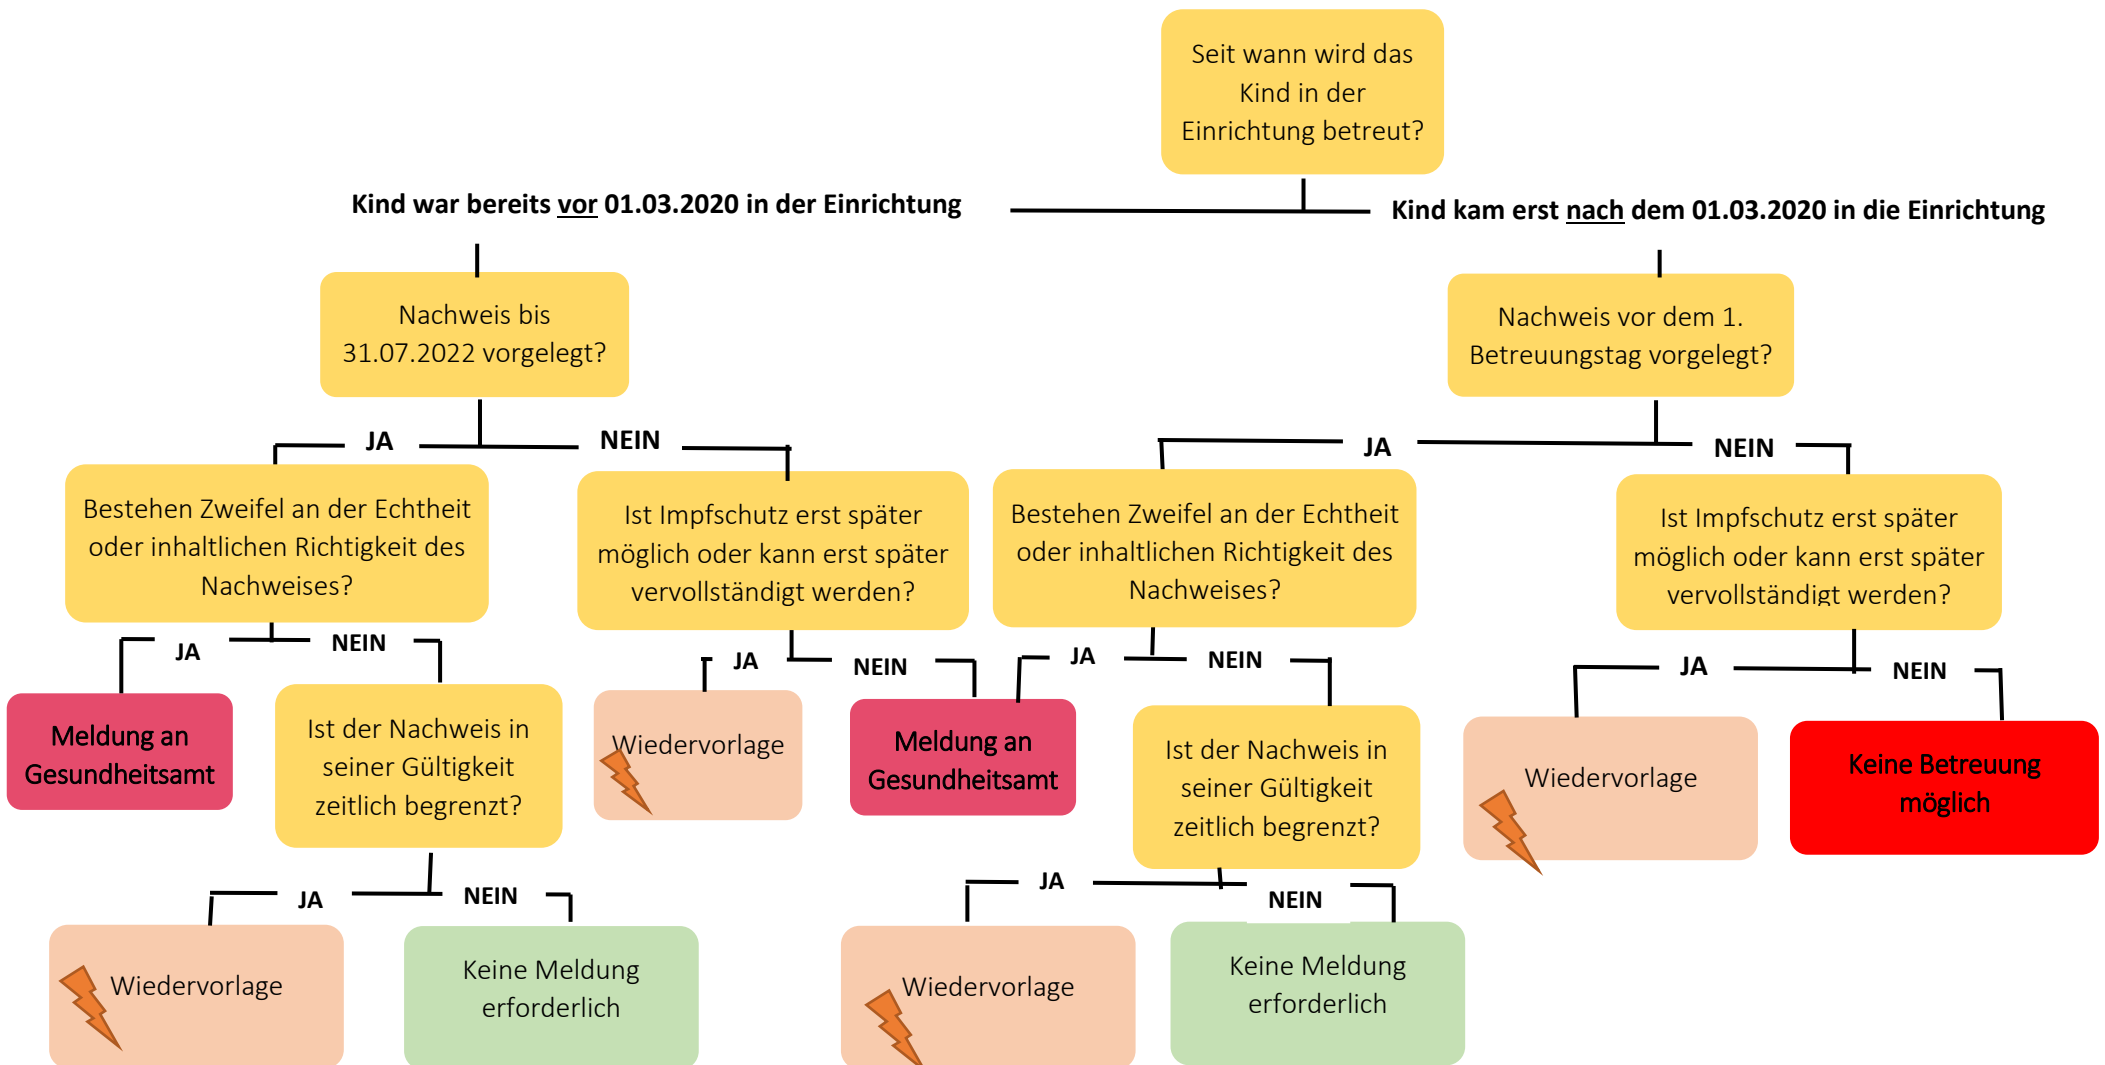 Seit wann wird das
Kind in der
Einrichtung betreut?
Kind war bereits vor 01.03.2020 in der Einrichtung
Kind kam erst nach dem 01.03.2020 in die Einrichtung
Nachweis bis
31.07.2022 vorgelegt?
Nachweis vor dem 1.
Betreuungstag vorgelegt?
JA
NEIN
JA
NEIN
Bestehen Zweifel an der Echtheit
oder inhaltlichen Richtigkeit des
Nachweises?
Ist Impfschutz erst später
möglich oder kann erst später
vervollständigt werden?
Bestehen Zweifel an der Echtheit
oder inhaltlichen Richtigkeit des
Nachweises?
Ist Impfschutz erst später
möglich oder kann erst später
vervollständigt werden?
JA
NEIN
JA
NEIN
JA
NEIN
JA
NEIN
Meldung an
Gesundheitsamt
Ist der Nachweis in
seiner Gültigkeit
zeitlich begrenzt?
Wiedervorlage
Meldung an
Gesundheitsamt
Ist der Nachweis in
seiner Gültigkeit
zeitlich begrenzt?
Wiedervorlage
Keine Betreuung
möglich
JA
NEIN
JA
NEIN
Wiedervorlage
Keine Meldung
erforderlich
Wiedervorlage
Keine Meldung
erforderlich